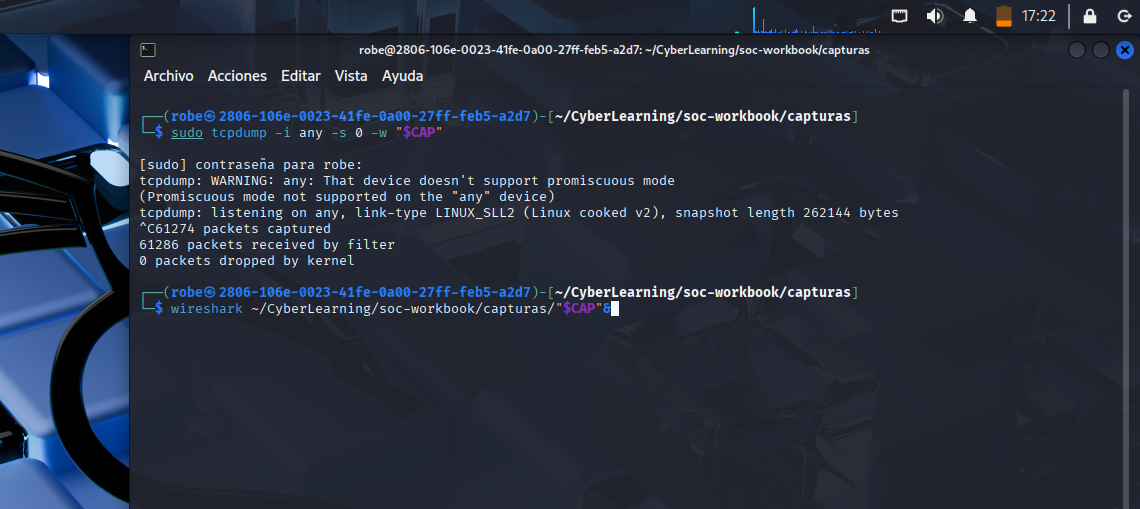 17:22
robe@2806-106e-0023-41fe-0a00-27ff-feb5-a2d7: ~/CyberLearning/soc-workbook/capturas
Archivo Acciones Editar Vista Ayuda
┌──(robe㉿2806-106e-0023-41fe-0a00-27ff-feb5-a2d7)-[~/CyberLearning/soc-workbook/capturas]
└─$ sudo tcpdump -i any -s 0 -w "$CAP"
[sudo] contraseña para robe:
tcpdump: WARNING: any: That device doesn't support promiscuous mode
(Promiscuous mode not supported on the "any" device)
tcpdump: listening on any, link-type LINUX_SLL2 (Linux cooked v2), snapshot length 262144 bytes
^C61274 packets captured
61286 packets received by filter
0 packets dropped by kernel
┌──(robe㉿2806-106e-0023-41fe-0a00-27ff-feb5-a2d7)-[~/CyberLearning/soc-workbook/capturas]
└─$ wireshark ~/CyberLearning/soc-workbook/capturas/"$CAP"&